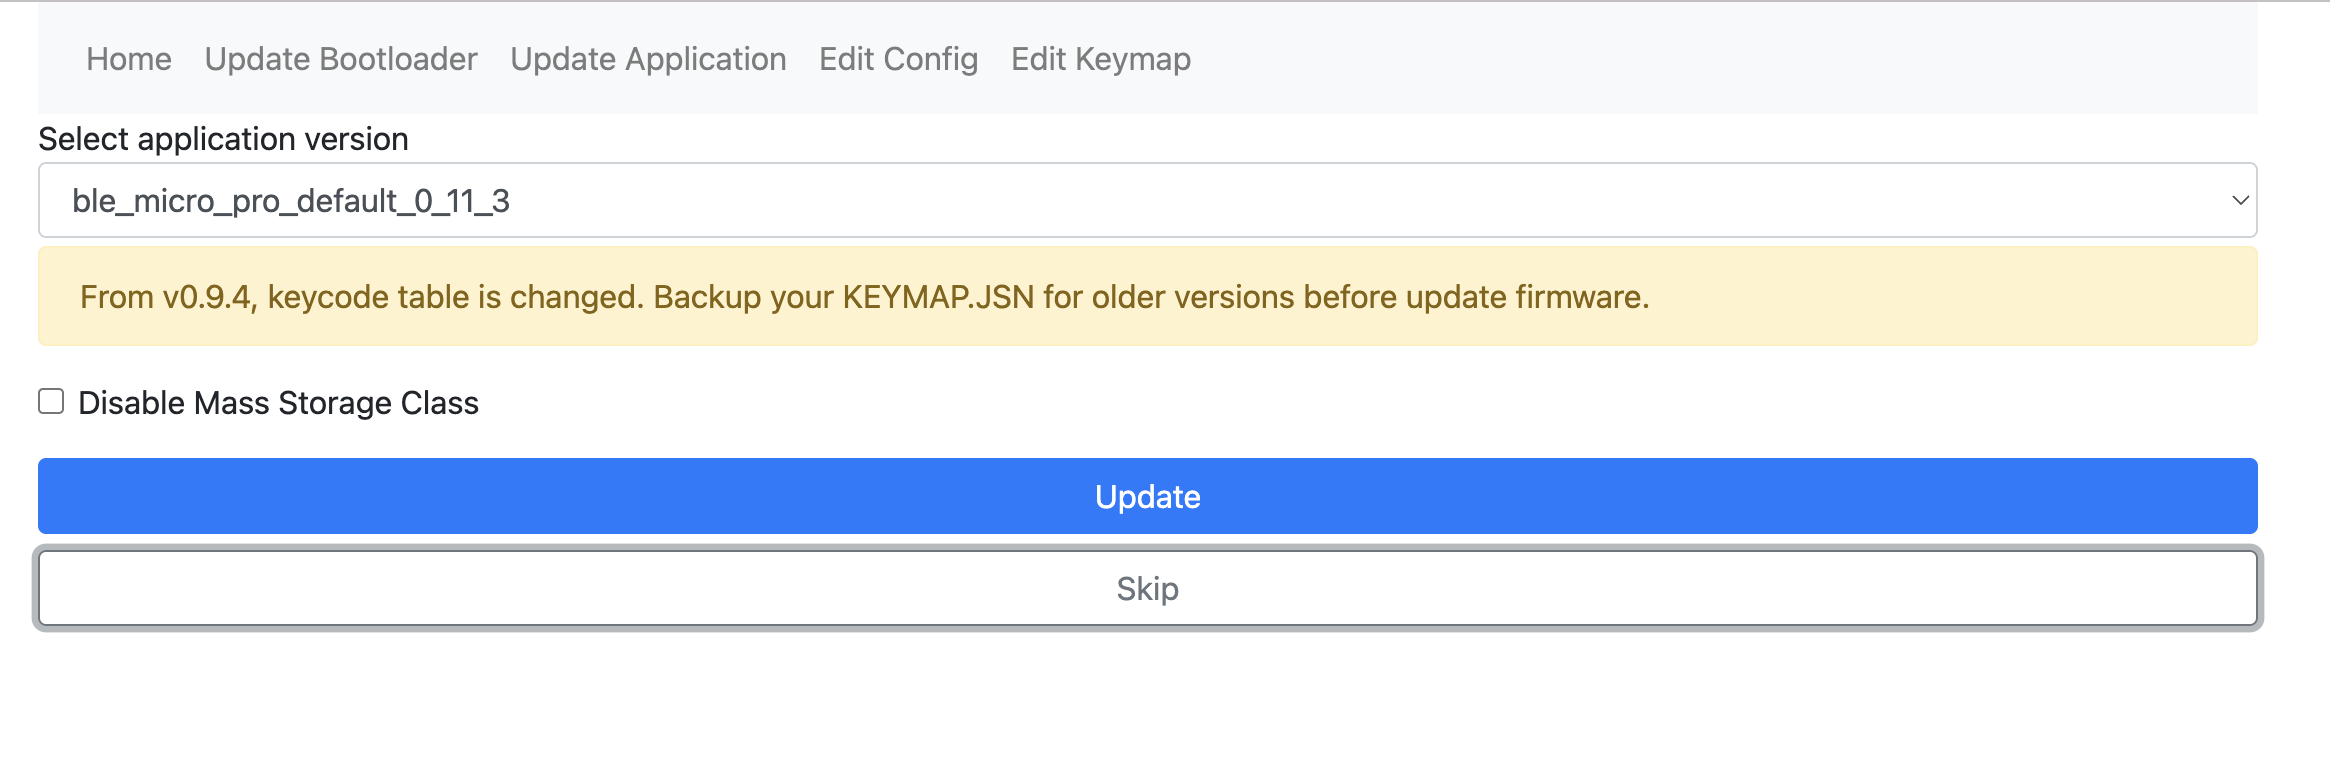 Home Update Bootloader Update Application Edit Config Edit Keymap
Select application version
ble_micro_pro_default_0_11_3
From v0.9.4, keycode table is changed. Backup your KEYMAP.JSN for older versions before update firmware.
Disable Mass Storage Class
Update
Skip